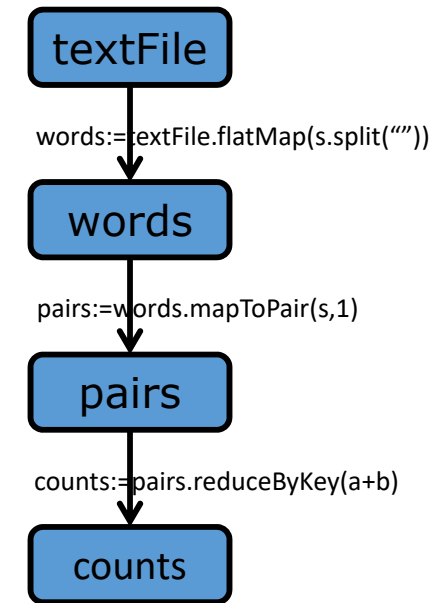 textFile
words:=textFile.flatMap(s.split(“”))
words
pairs:=words.mapToPair(s,1)
pairs
counts:=pairs.reduceByKey(a+b)
counts